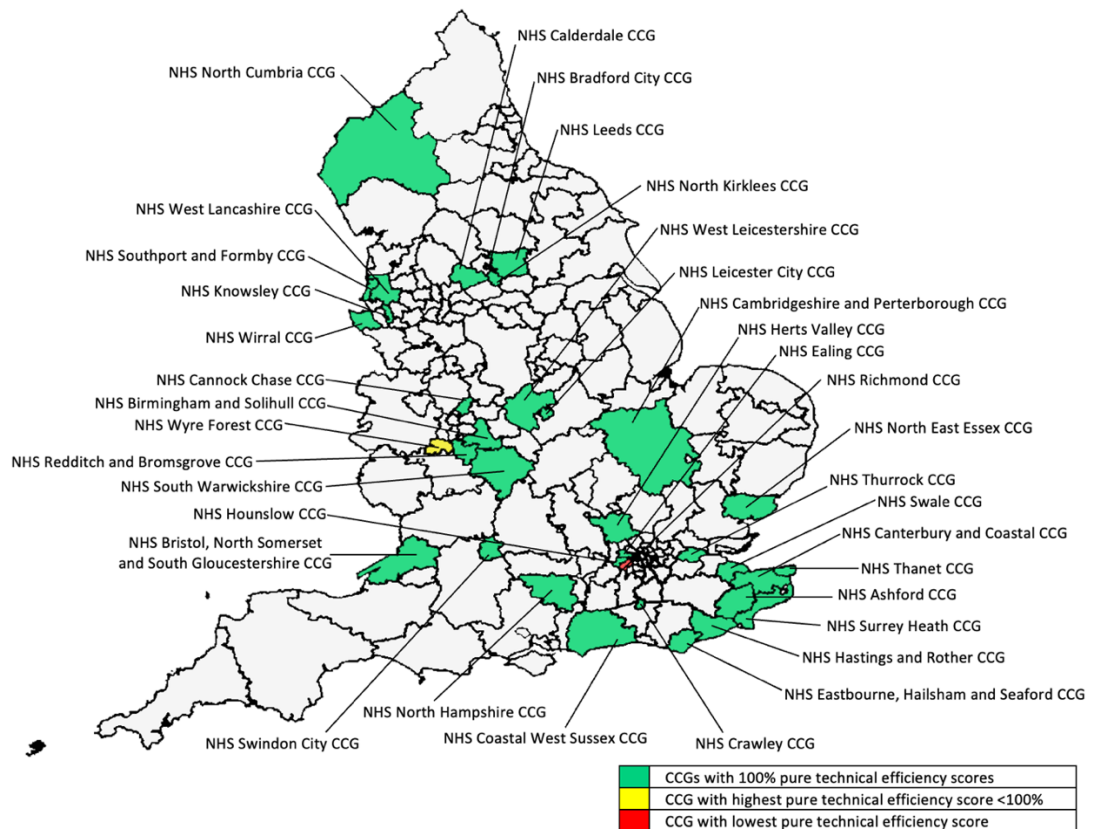 NHS Calderdale CCG
NHS North Cumbria CCG
NHS Bradford City CCG
NHS Leeds CCG
NHS North Kirklees CCG
NHS West Lancashire CCG
NHS West Leicestershire CCG
NHS Southport and Formby CCG
NHS Leicester City CCG
NHS Knowsley CCG
NHS Cambridgeshire and Perterborough CCG
NHS Herts Valley CCG
NHS Wirral CCG
NHS Ealing CCG
NHS Cannock Chase CCG
NHS Richmond CCG
NHS Birmingham and Solihull CCG
NHS Wyre Forest CCG
NHS North East Essex CCG
NHS Redditch and Bromsgrove CCG
NHS Thurrock CCG
NHS South Warwickshire CCG
NHS Swale CCG
NHS Hounslow CCG
NHS Canterbury and Coastal CCG
NHS Bristol, North Somerset
and South Gloucestershire CCG
NHS Thanet CCG
NHS Ashford CCG
NHS Surrey Heath CCG
NHS Hastings and Rother CCG
NHS Eastbourne, Hailsham and Seaford CCG
NHS North Hampshire CCG
NHS Swindon City CCG
NHS Coastal West Sussex CCG
NHS Crawley CCG
CCGs with 100% pure technical efficiency scores
CCG with highest pure technical efficiency score <100%
CCG with lowest pure technical efficiency score